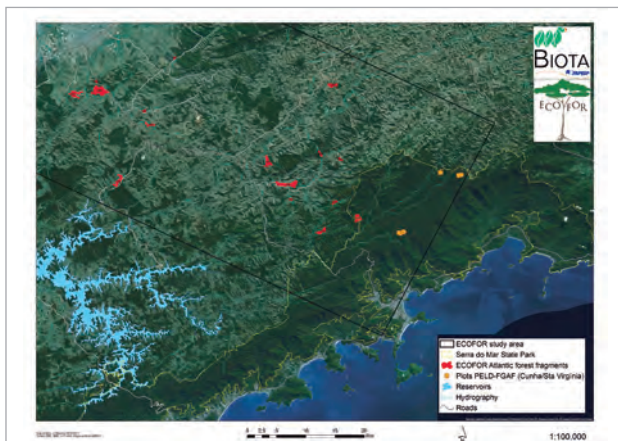 BIOTA
ECOFOR
ECOFOR study area
Serra do Mar State Park
ECOFOR Atlantic forest fragments
Plots PELD-FGAF (Cunha/Sta Virginia)
Reservoirs
Hydrography
Roads
1:100,000